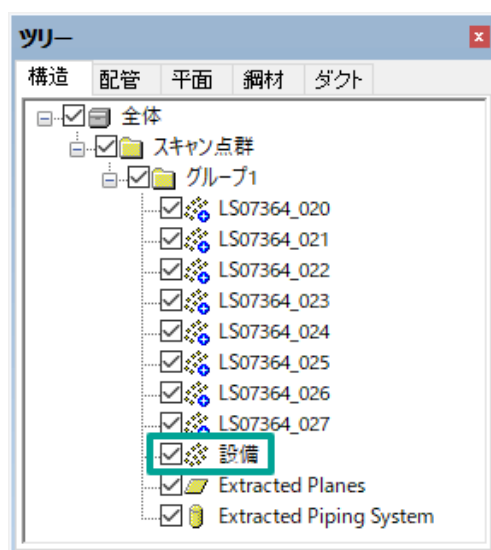 ツリー
構造 配管 平面 鋼材 ダクト
全体
スキャン点群
グループ1
LS07364_020
LS07364_021
LS07364_022
LS07364_023
LS07364_024
LS07364_025
LS07364_026
LS07364_027
設備
Extracted Planes
Extracted Piping System